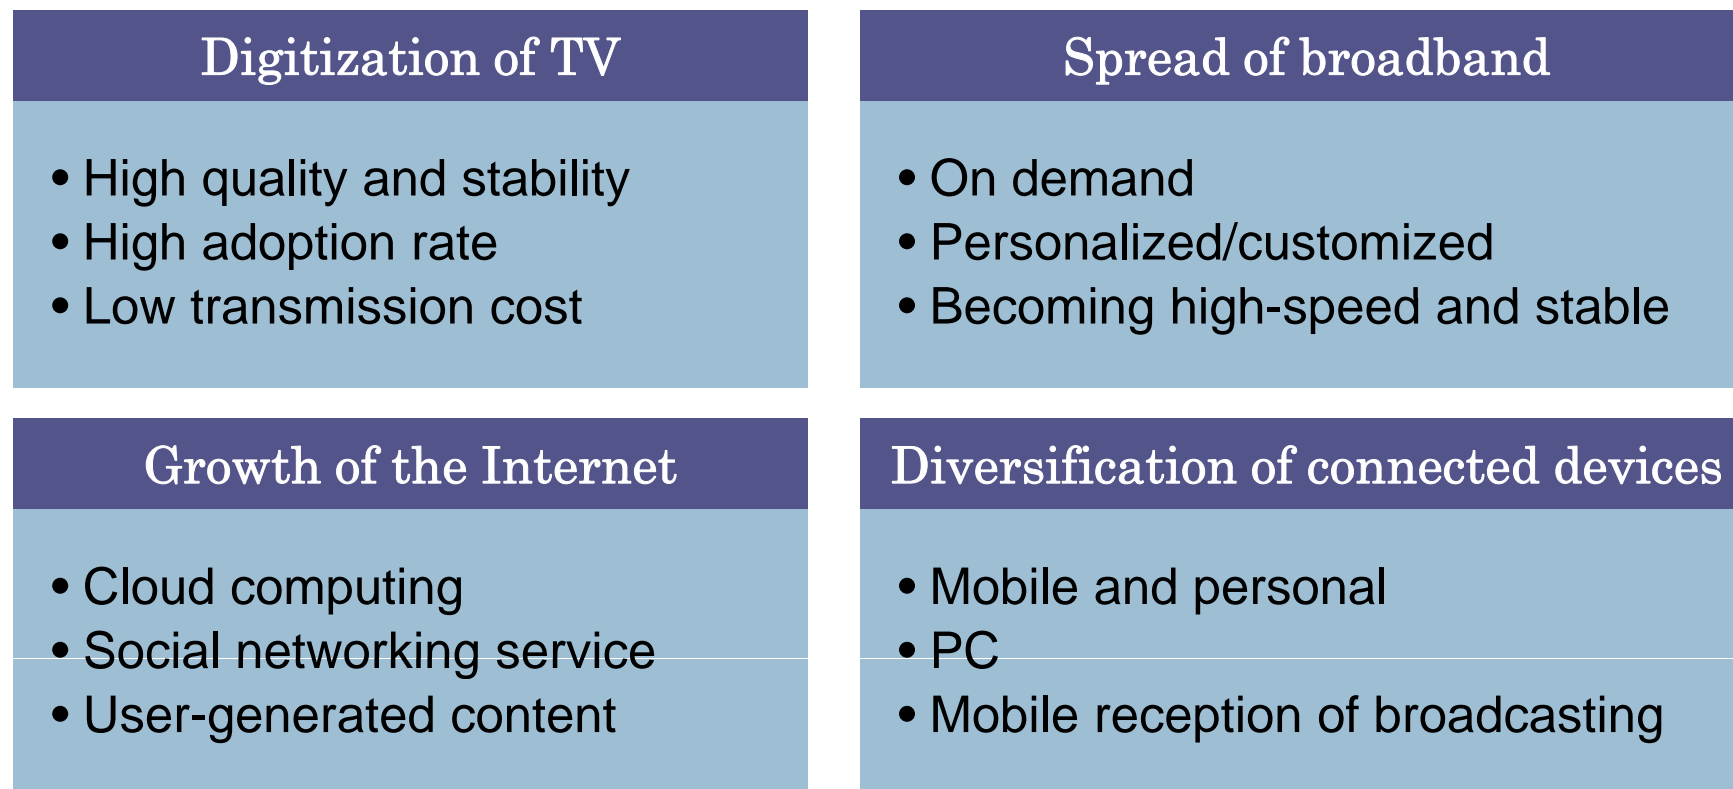 Digitization of TV
• High quality and stability
• High adoption rate
• Low transmission cost
Spread of broadband
• On demand
• Personalized/customized
• Becoming high-speed and stable
Growth of the Internet
• Cloud computing
• Social networking service
• User-generated content
Diversification of connected devices
• Mobile and personal
• PC
• Mobile reception of broadcasting